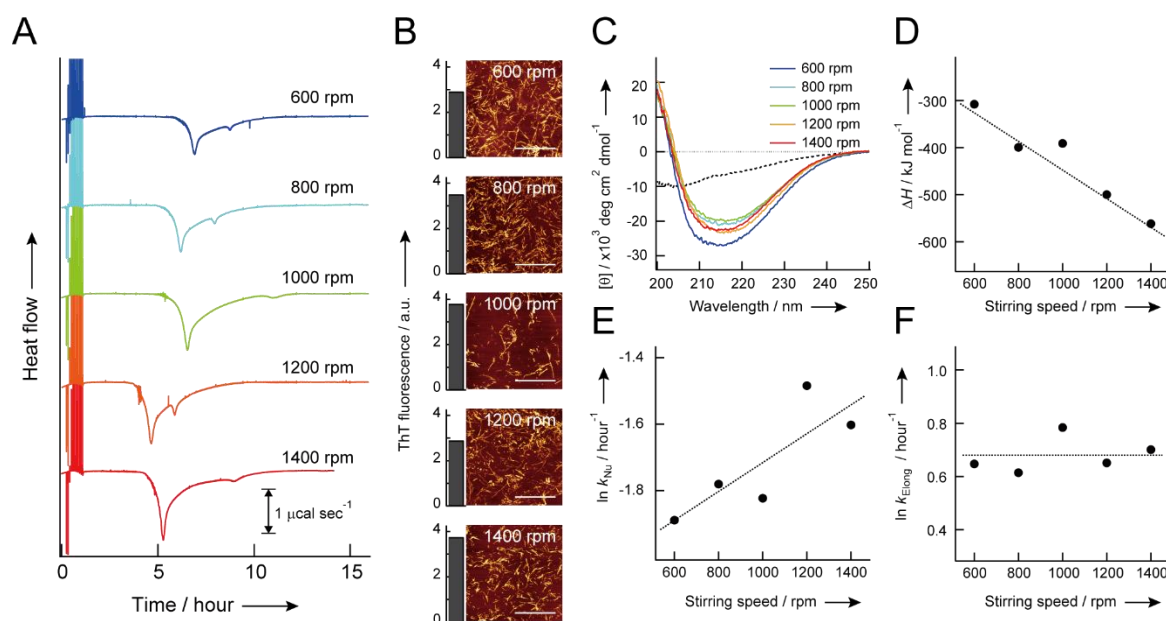 A
600 rpm
800 rpm
1000 rpm
1200 rpm
1400 rpm
1 μcal sec⁻¹
Heat flow
0 5 10 15
Time / hour
B
4
2
0
600 rpm
4
2
0
800 rpm
4
2
0
1000 rpm
4
2
0
1200 rpm
4
2
0
1400 rpm
ThT fluorescence / a.u.
C
600 rpm
800 rpm
1000 rpm
1200 rpm
1400 rpm
20
10
0
-10
-20
-30
[θ] / x10³ deg cm² dmol⁻¹
200 210 220 230 240 250
Wavelength / nm
D
-300
-400
-500
-600
ΔH / kJ mol⁻¹
600 800 1000 1200 1400
Stirring speed / rpm
E
-1.4
-1.6
-1.8
ln kNu / hour⁻¹
600 800 1000 1200 1400
Stirring speed / rpm
F
1.0
0.8
0.6
0.4
ln kElong / hour⁻¹
600 800 1000 1200 1400
Stirring speed / rpm